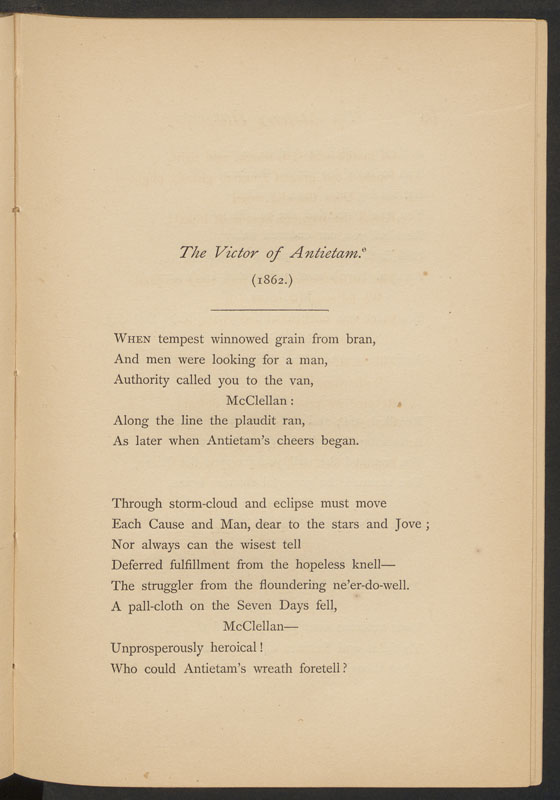 The Victor of Antietam.ᵉ
(1862.)
WHEN tempest winnowed grain from bran,
And men were looking for a man,
Authority called you to the van,
McClellan :
Along the line the plaudit ran,
As later when Antietam's cheers began.
Through storm-cloud and eclipse must move
Each Cause and Man, dear to the stars and Jove ;
Nor always can the wisest tell
Deferred fulfillment from the hopeless knell—
The struggler from the floundering ne'er-do-well.
A pall-cloth on the Seven Days fell,
McClellan—
Unprosperously heroical !
Who could Antietam's wreath foretell ?